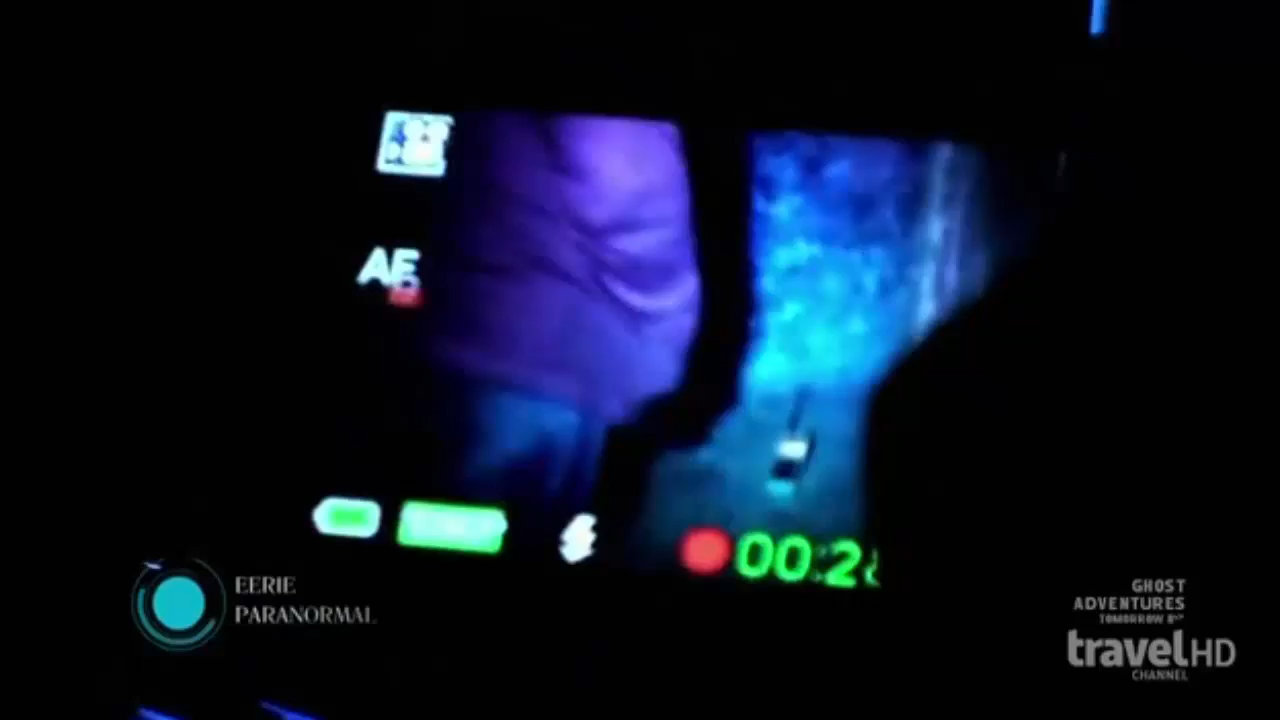 AE
00:2
EERIE
PARANORMAL
GHOST
ADVENTURES
TOMORROW
travelHD
CHANNEL